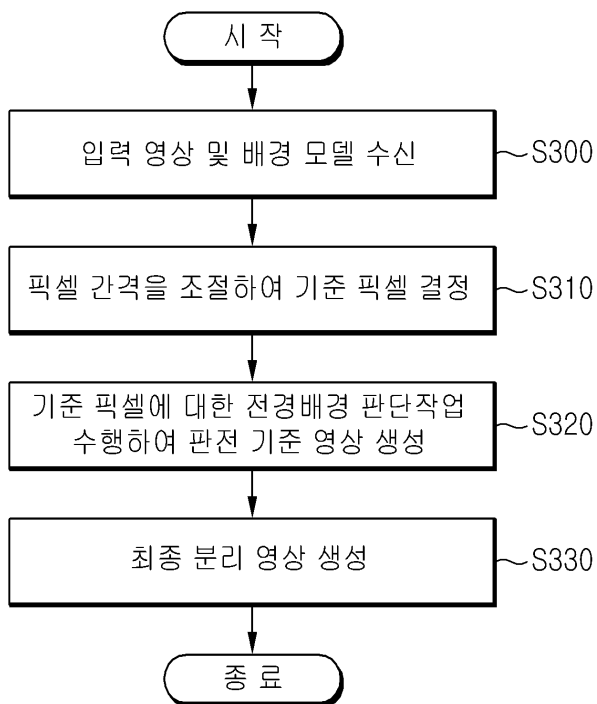 시 작
입력 영상 및 배경 모델 수신
S300
픽셀 간격을 조절하여 기준 픽셀 결정
S310
기준 픽셀에 대한 전경배경 판단작업
수행하여 판전 기준 영상 생성
S320
최종 분리 영상 생성
S330
종 료